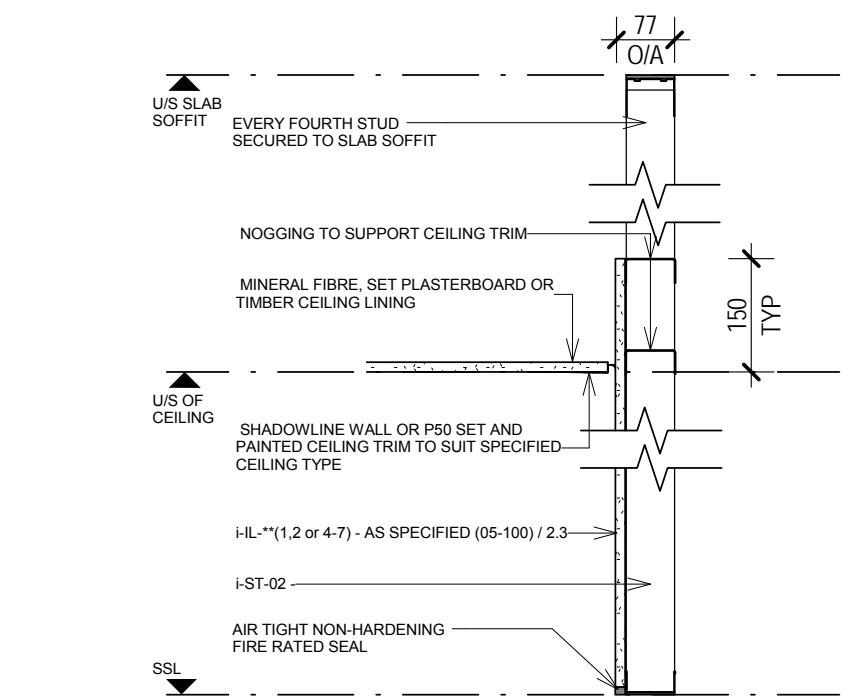 77
O/A
U/S SLAB
SOFFIT
EVERY FOURTH STUD
SECURED TO SLAB SOFFIT
NOGGING TO SUPPORT CEILING TRIM
MINERAL FIBRE, SET PLASTERBOARD OR
TIMBER CEILING LINING
150
TYP
U/S OF
CEILING
SHADOWLINE WALL OR P50 SET AND
PAINTED CEILING TRIM TO SUIT SPECIFIED
CEILING TYPE
i-IL-**(1,2 or 4-7) - AS SPECIFIED (05-100) / 2.3
i-ST-02 -
AIR TIGHT NON-HARDENING
FIRE RATED SEAL
SSL